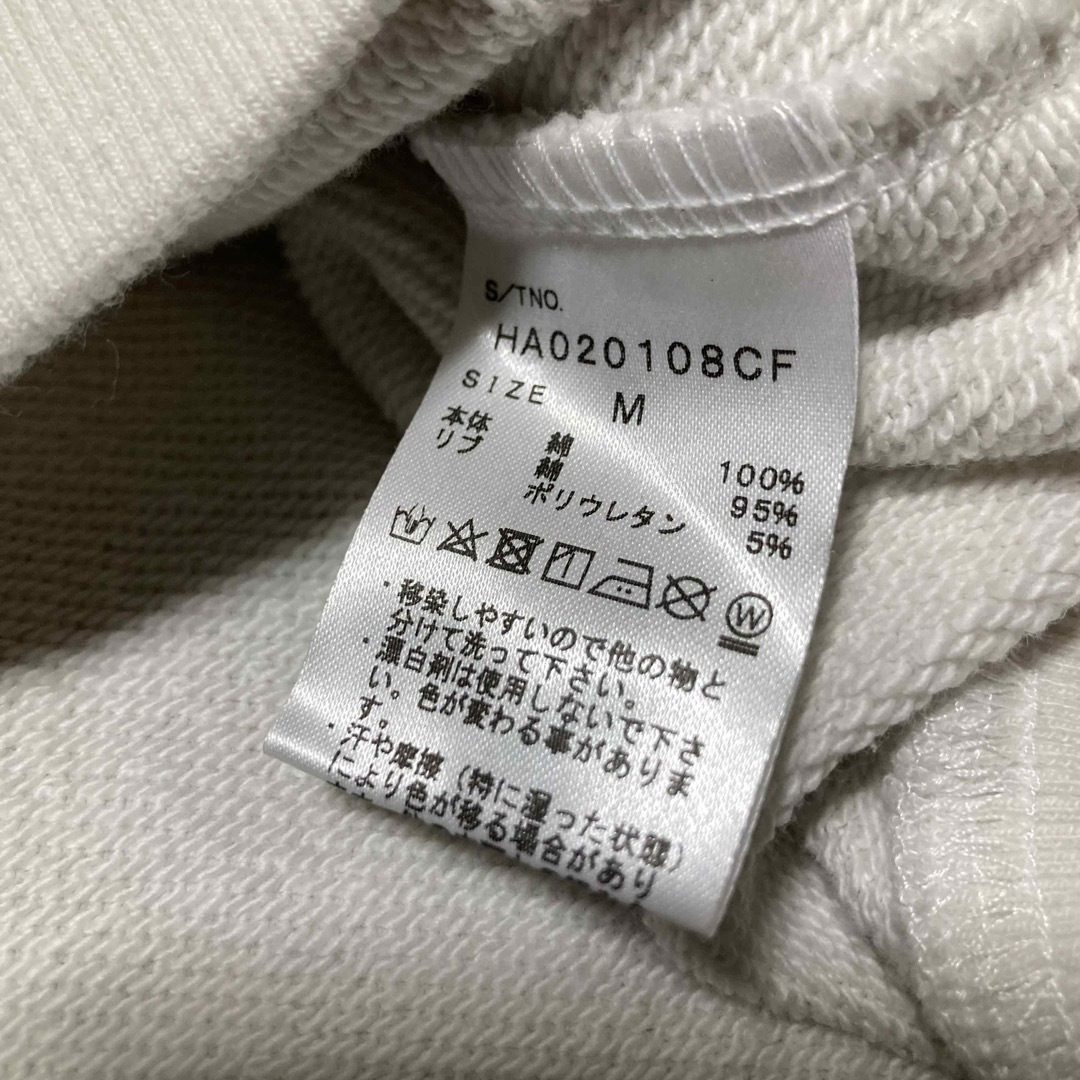 S/TNO.
HA020108CF
SIZE M
本体 綿 100%
リブ 綿 95%
ポリウレタン 5%
W
・移染しやすいので他の物と
分けて洗って下さい。
・漂白剤は使用しないで下さ
い。色が変わる事がありま
す。
・汗や摩擦(特に湿った状態)
により色が移る場合があり